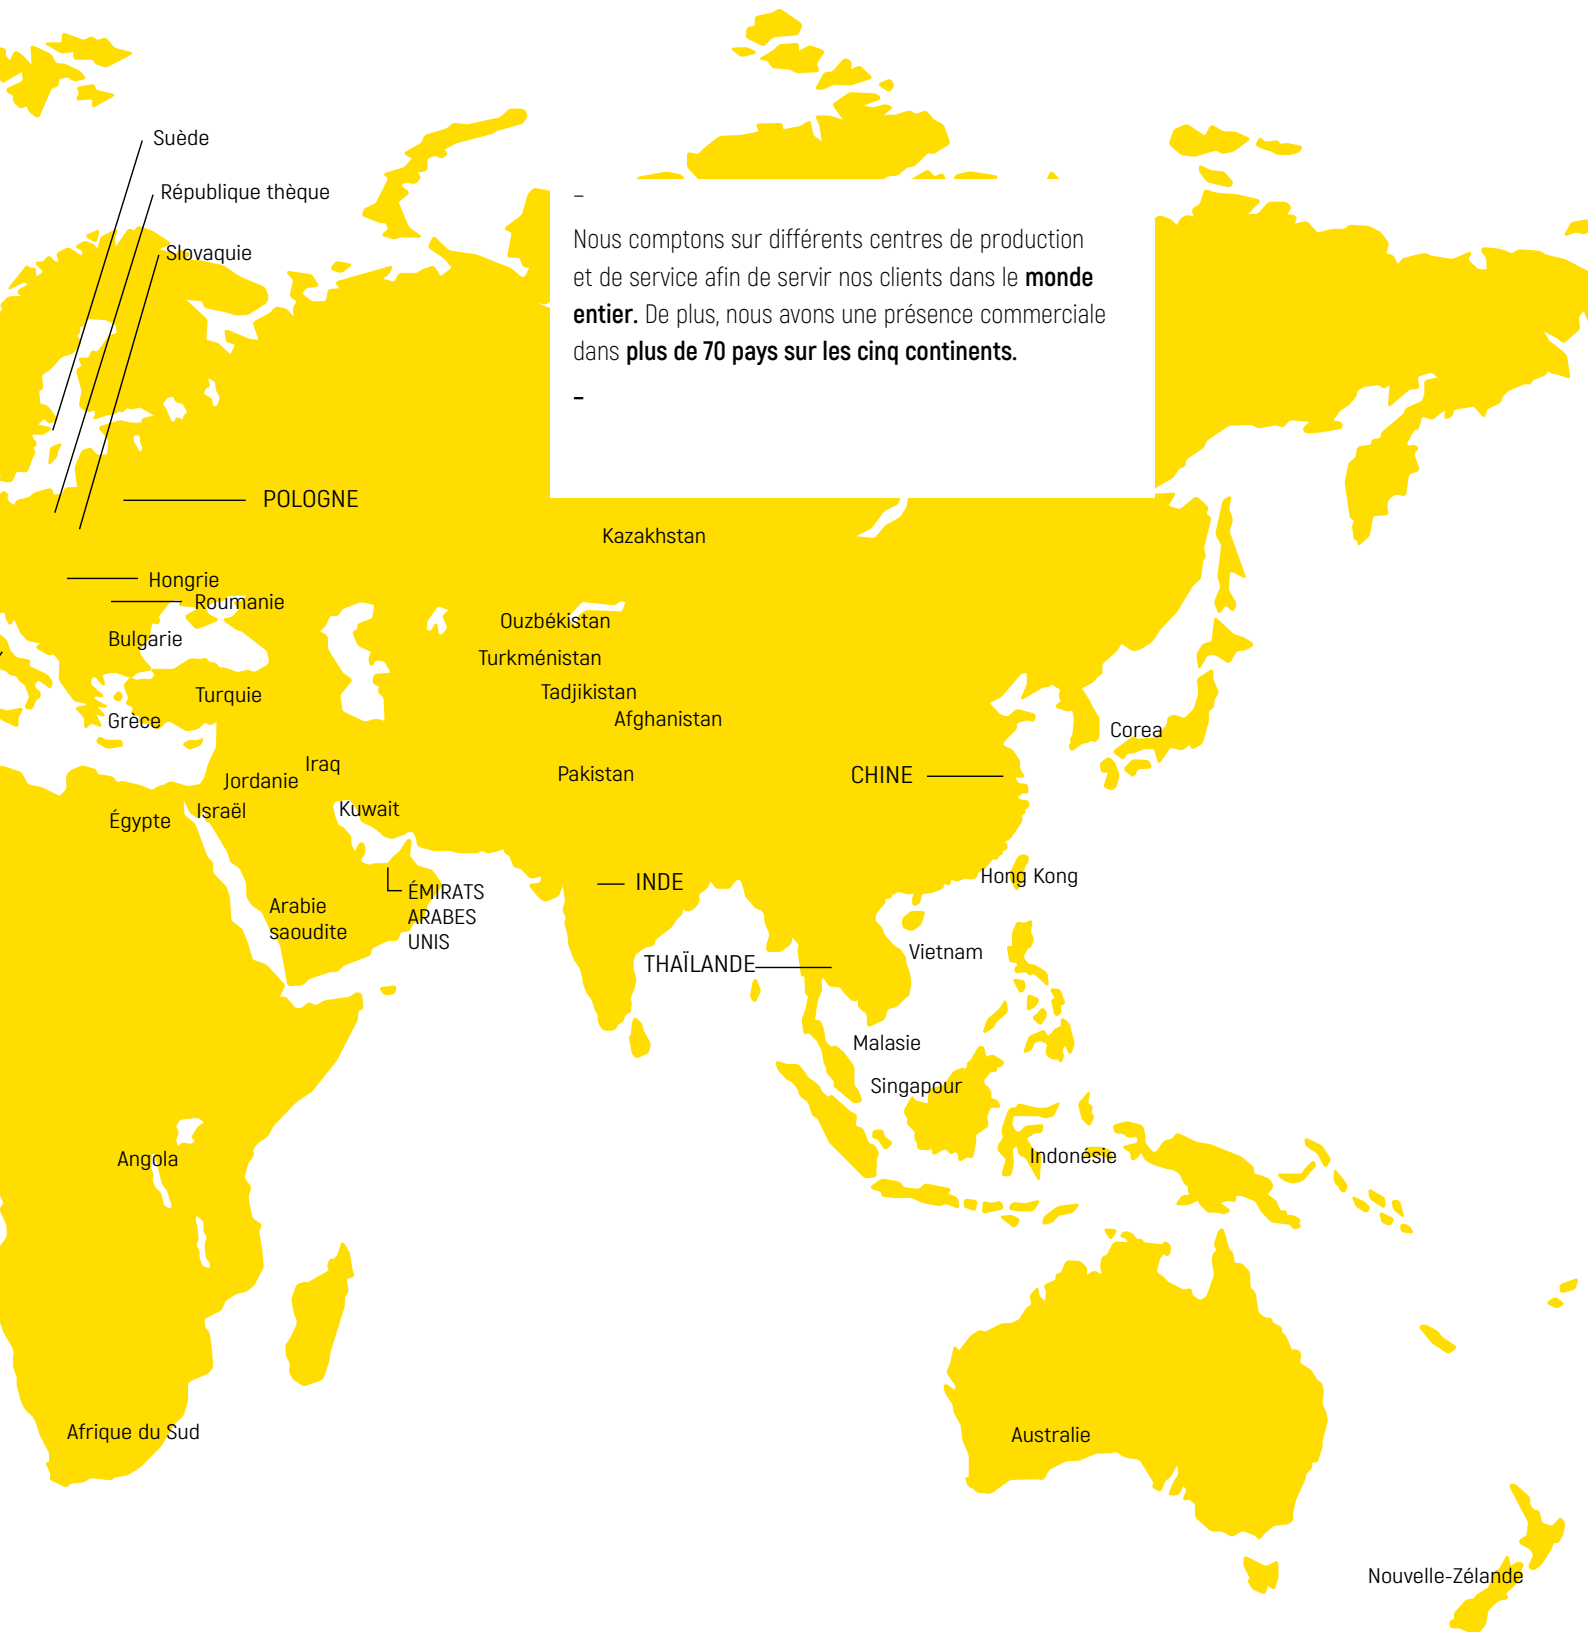 Suède
République thèque
Slovaquie
–
Nous comptons sur différents centres de production
et de service afin de servir nos clients dans le monde
entier. De plus, nous avons une présence commerciale
dans plus de 70 pays sur les cinq continents.
–
POLOGNE
Kazakhstan
Hongrie
Roumanie
Ouzbékistan
Bulgarie
Turkménistan
Tadjikistan
Turquie
Afghanistan
Grèce
Corea
Iraq
Pakistan
CHINE
Jordanie
Israël
Kuwait
Égypte
Hong Kong
INDE
ÉMIRATS
ARABES
UNIS
Arabie
saoudite
Vietnam
THAÏLANDE
Malasie
Singapour
Indonésie
Angola
Afrique du Sud
Australie
Nouvelle-Zélande